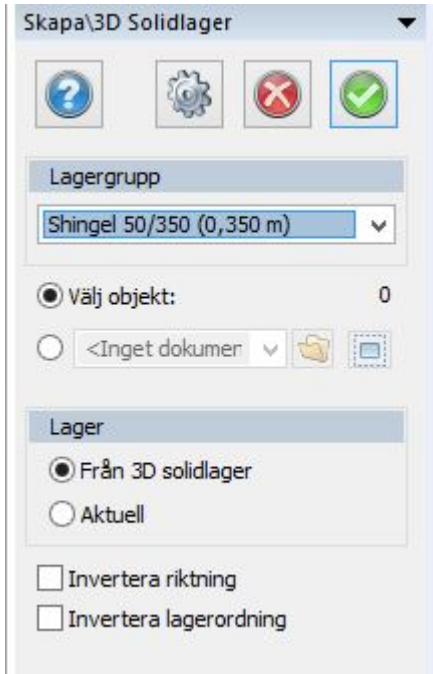 Skapa\3D Solidlager
Lagergrupp
Shingel 50/350 (0,350 m)
Välj objekt: 0
<Inget dokumen
Lager
Från 3D solidlager
Aktuell
Invertera riktning
Invertera lagerordning